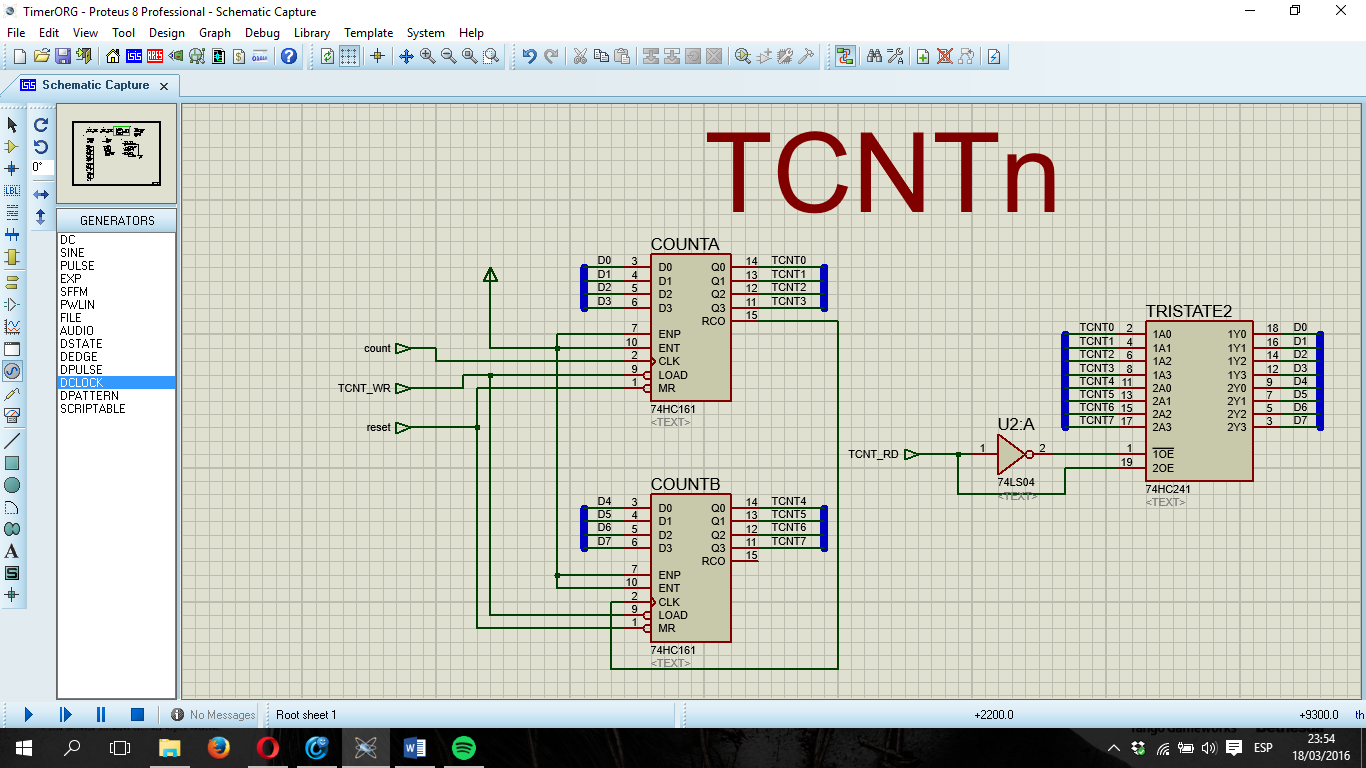 TimerORG - Proteus 8 Professional - Schematic Capture
File Edit View Tool Design Graph Debug Library Template System Help
Schematic Capture
0°
LBL
GENERATORS
DC
SINE
PULSE
EXP
SFFM
PWLIN
FILE
AUDIO
DSTATE
DEDGE
DPULSE
DCLOCK
DPATTERN
SCRIPTABLE
TCNTn
COUNTA
D0 3 D0 Q0 14 TCNT0
D1 4 D1 Q1 13 TCNT1
D2 5 D2 Q2 12 TCNT2
D3 6 D3 Q3 11 TCNT3
RCO 15
7 ENP
10 ENT
2 CLK
9 LOAD
1 MR
74HC161
<TEXT>
count
TCNT_WR
reset
COUNTB
D4 3 D0 Q0 14 TCNT4
D5 4 D1 Q1 13 TCNT5
D6 5 D2 Q2 12 TCNT6
D7 6 D3 Q3 11 TCNT7
RCO 15
7 ENP
10 ENT
2 CLK
9 LOAD
1 MR
74HC161
<TEXT>
TCNT_RD
U2:A
1 2
74LS04
<TEXT>
TRISTATE2
TCNT0 2 1A0 1Y0 18 D0
TCNT1 4 1A1 1Y1 16 D1
TCNT2 6 1A2 1Y2 14 D2
TCNT3 8 1A3 1Y3 12 D3
TCNT4 11 2A0 2Y0 9 D4
TCNT5 13 2A1 2Y1 7 D5
TCNT6 15 2A2 2Y2 5 D6
TCNT7 17 2A3 2Y3 3 D7
1 1OE
19 2OE
74HC241
<TEXT>
No Messages Root sheet 1 +2200.0 +9300.0 th
ESP
23:54
18/03/2016